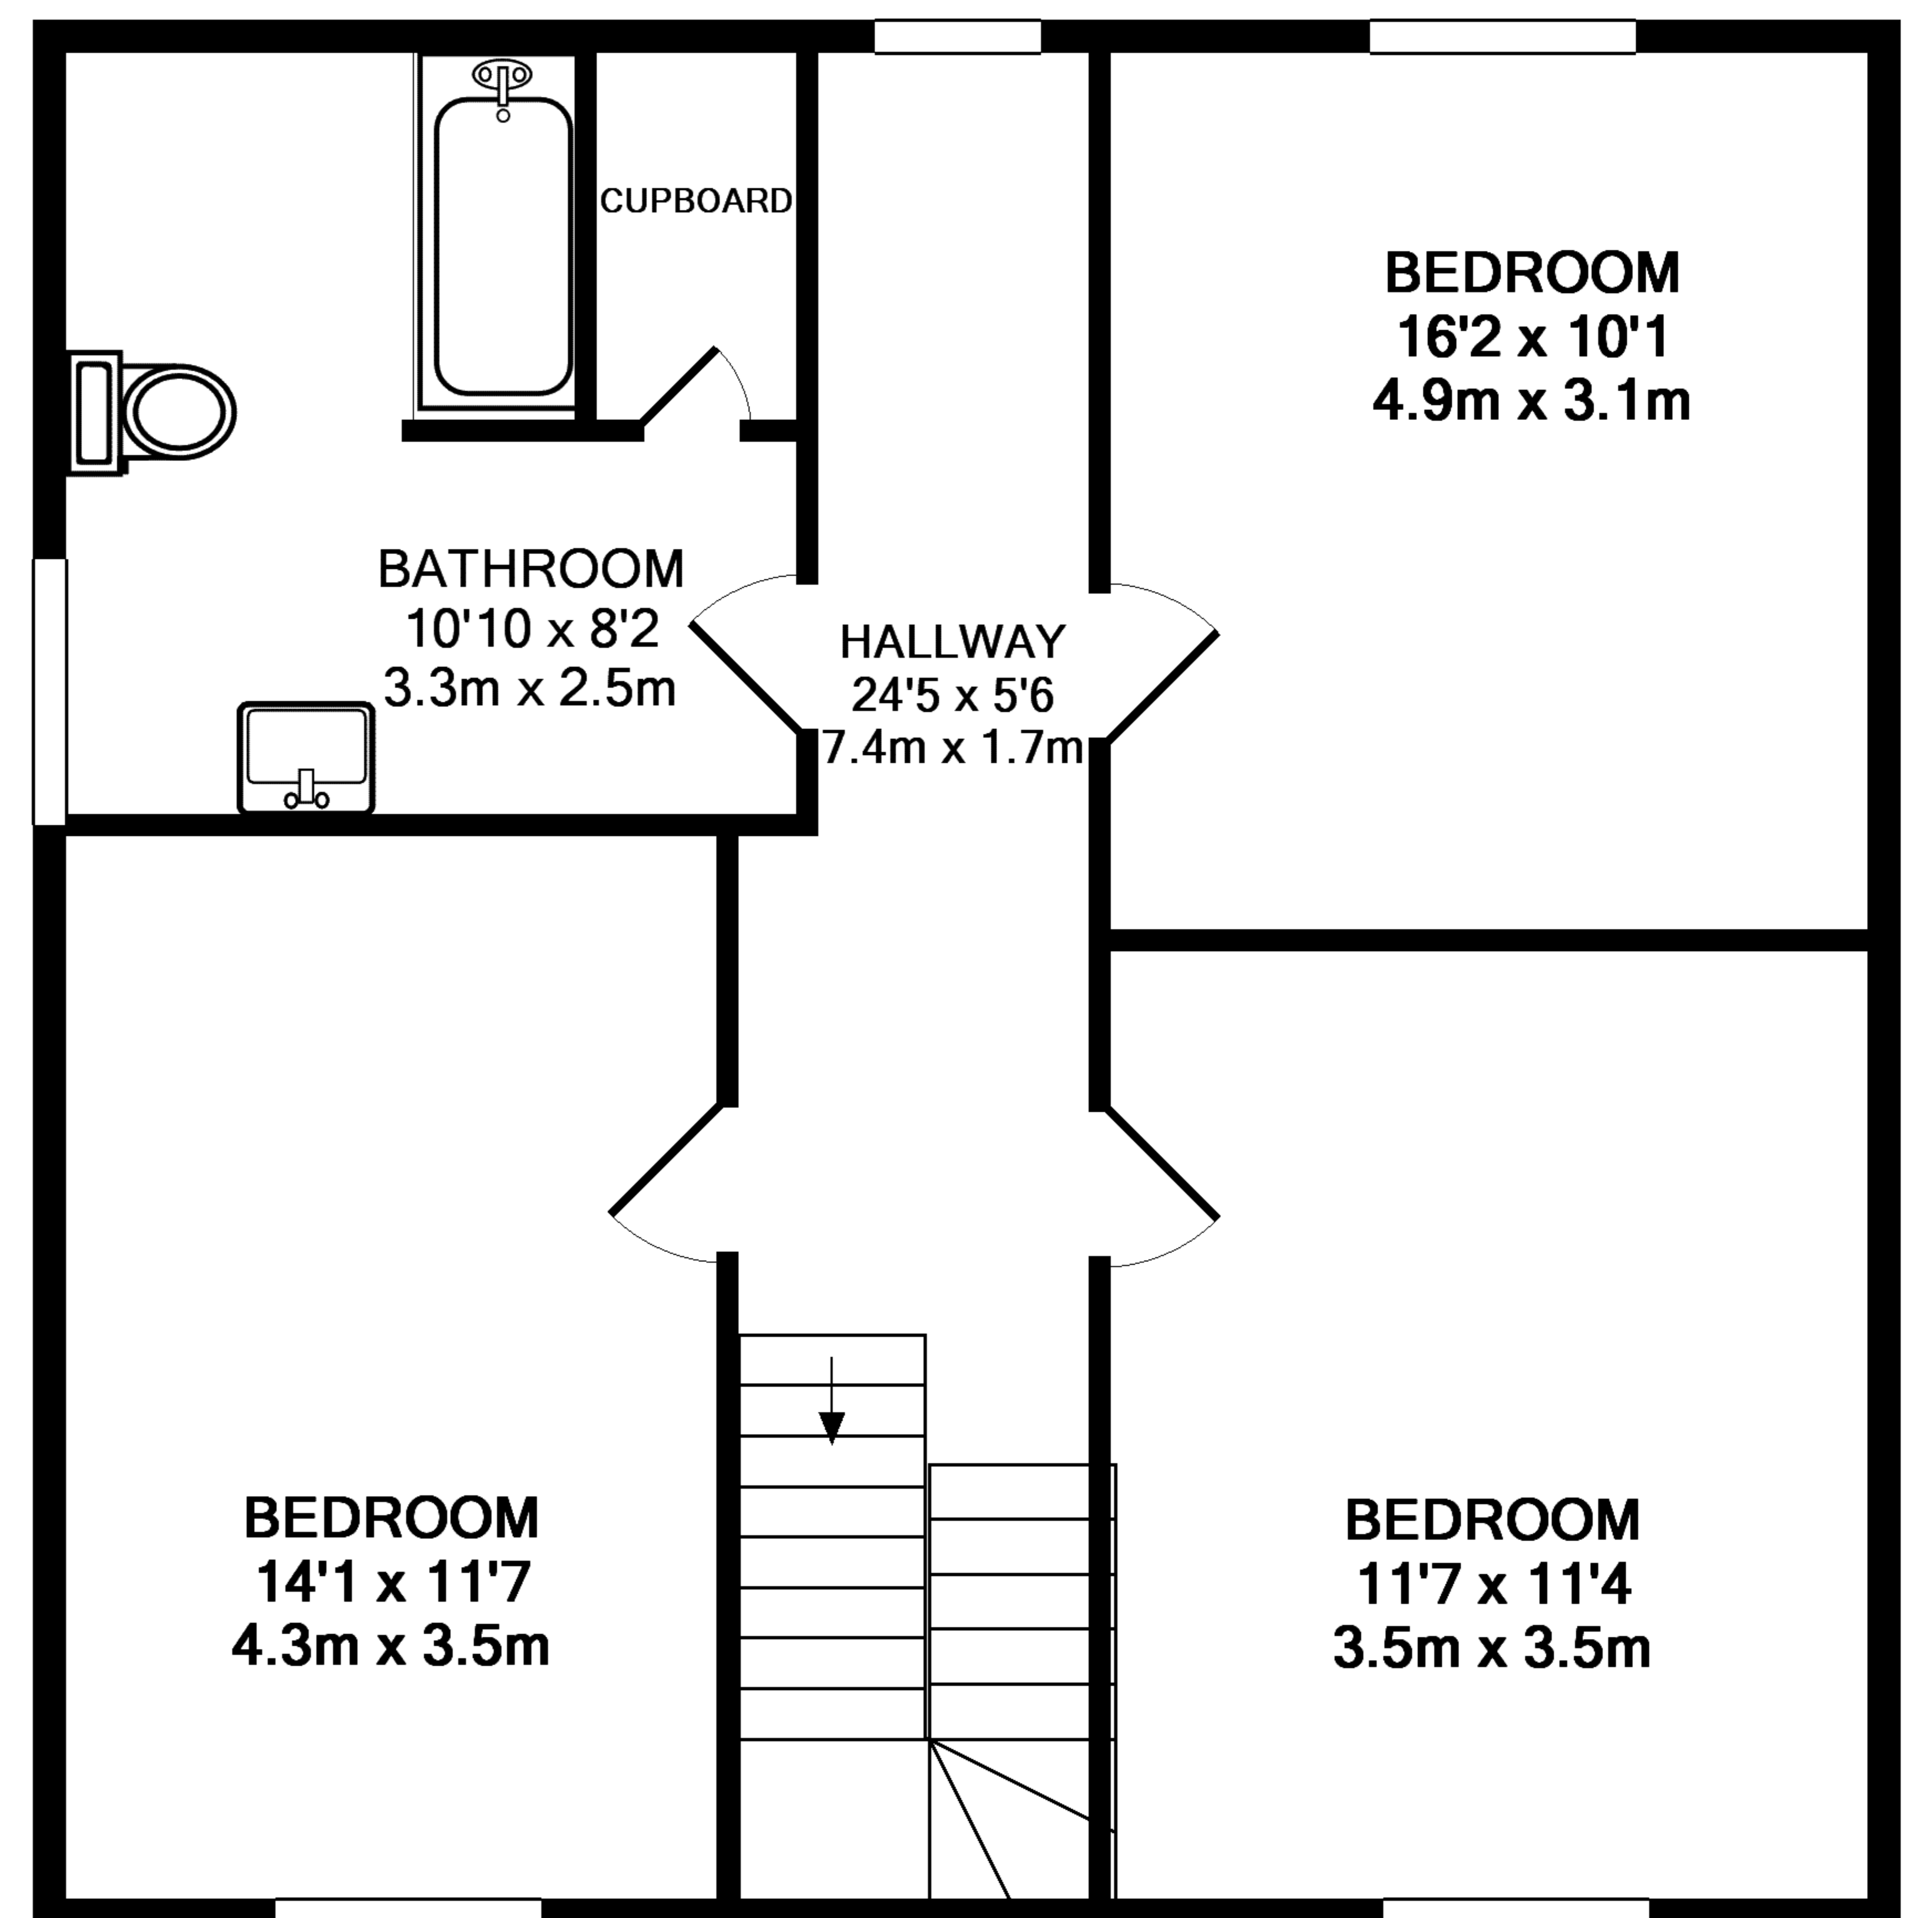 CUPBOARD
BEDROOM
16'2 x 10'1
4.9m x 3.1m
BATHROOM
10'10 x 8'2
3.3m x 2.5m
HALLWAY
24'5 x 5'6
7.4m x 1.7m
BEDROOM
14'1 x 11'7
4.3m x 3.5m
BEDROOM
11'7 x 11'4
3.5m x 3.5m